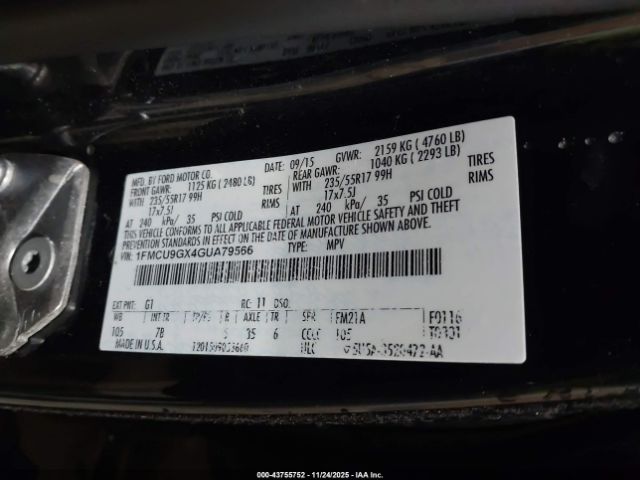 MFD. BY FORD MOTOR CO.
DATE: 09/15 GVWR: 2159 KG ( 4760 LB)
FRONT GAWR: 1125 KG ( 2480 LB) REAR GAWR: 1040 KG ( 2293 LB)
WITH 235/55R17 99H TIRES WITH 235/55R17 99H TIRES
17x7.5J RIMS 17x7.5J RIMS
AT 240 kPa/ 35 PSI COLD AT 240 kPa/ 35 PSI COLD
THIS VEHICLE CONFORMS TO ALL APPLICABLE FEDERAL MOTOR VEHICLE SAFETY AND THEFT
PREVENTION STANDARDS IN EFFECT ON THE DATE OF MANUFACTURE SHOWN ABOVE.
1FMCU9GX4GUA79566 TYPE: MPV
EXT PNT: G1 RC: 11 DSO:
WB INT TR R AXLE TR SPR FM21A F0116
105 7B 5 35 6 105
MADE IN U.S.A.
000-43755752 - 11/24/2025 - IAA Inc.